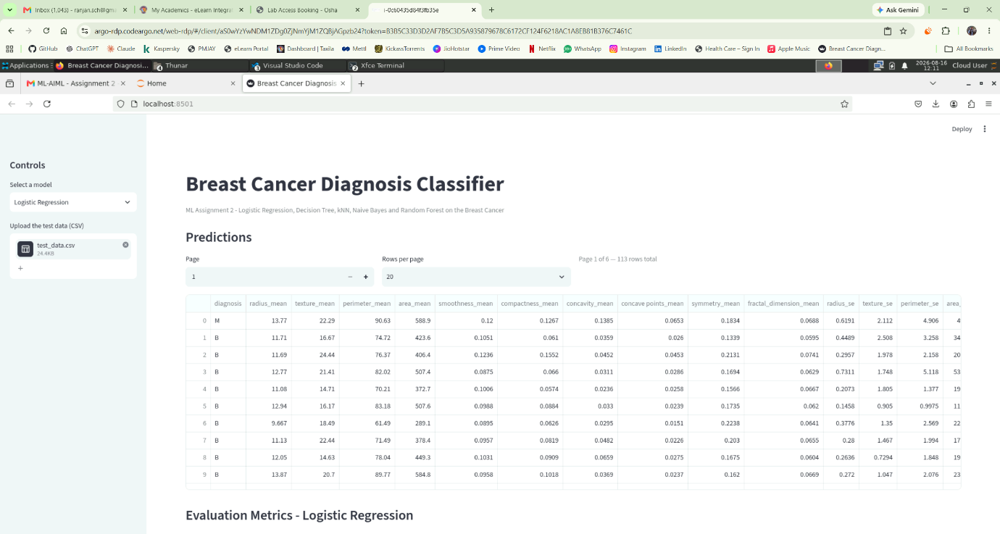 Inbox (1,043) - ranjan.sch@gma
My Academics - eLearn Integrat
Lab Access Booking - Osha
i-0c60435d84f3fb35e
Ask Gemini
argo-rdp.codeargo.net/web-rdp/#/client/aS0wYzYwNDM1ZDg0ZjNmYjM1ZQBjAGpzb24?token=B3B5C33D3D2AF7B5C3D5A935879678C6172CF124F6218AC1A8EB81B376C7461C
GitHub ChatGPT Claude Kaspersky PMJAY eLearn Portal Dashboard | Taxila Mettl KickassTorrents JioHotstar Prime Video Netflix WhatsApp Instagram LinkedIn Health Care – Sign In Apple Music Breast Cancer Diagn... All Bookmarks
Applications Breast Cancer Diagnosi... 4 Thunar 3 Visual Studio Code 2 Xfce Terminal 2026-08-16 12:11 Cloud User
ML-AIML - Assignment 2
Home
Breast Cancer Diagnosis
localhost:8501
Deploy
Controls
Select a model
Logistic Regression
Upload the test data (CSV)
test_data.csv
24.4KB
Breast Cancer Diagnosis Classifier
ML Assignment 2 - Logistic Regression, Decision Tree, kNN, Naive Bayes and Random Forest on the Breast Cancer
Predictions
Page
1
Rows per page
20
Page 1 of 6 — 113 rows total
diagnosis radius_mean texture_mean perimeter_mean area_mean smoothness_mean compactness_mean concavity_mean concave points_mean symmetry_mean fractal_dimension_mean radius_se texture_se perimeter_se area_
0 M 13.77 22.29 90.63 588.9 0.12 0.1267 0.1385 0.0653 0.1834 0.0688 0.6191 2.112 4.906 4
1 B 11.71 16.67 74.72 423.6 0.1051 0.061 0.0359 0.026 0.1339 0.0595 0.4489 2.508 3.258 34
2 B 11.69 24.44 76.37 406.4 0.1236 0.1552 0.0452 0.0453 0.2131 0.0741 0.2957 1.978 2.158 20
3 B 12.77 21.41 82.02 507.4 0.0875 0.066 0.0311 0.0286 0.1694 0.0629 0.7311 1.748 5.118 53
4 B 11.08 14.71 70.21 372.7 0.1006 0.0574 0.0236 0.0258 0.1566 0.0667 0.2073 1.805 1.377 19
5 B 12.94 16.17 83.18 507.6 0.0988 0.0884 0.033 0.0239 0.1735 0.062 0.1458 0.905 0.9975 11
6 B 9.667 18.49 61.49 289.1 0.0895 0.0626 0.0295 0.0151 0.2238 0.0641 0.3776 1.35 2.569 22
7 B 11.13 22.44 71.49 378.4 0.0957 0.0819 0.0482 0.0226 0.203 0.0655 0.28 1.467 1.994 17
8 B 12.05 14.63 78.04 449.3 0.1031 0.0909 0.0659 0.0275 0.1675 0.0604 0.2636 0.7294 1.848 19
9 B 13.87 20.7 89.77 584.8 0.0958 0.1018 0.0369 0.0237 0.162 0.0669 0.272 1.047 2.076 23
Evaluation Metrics - Logistic Regression